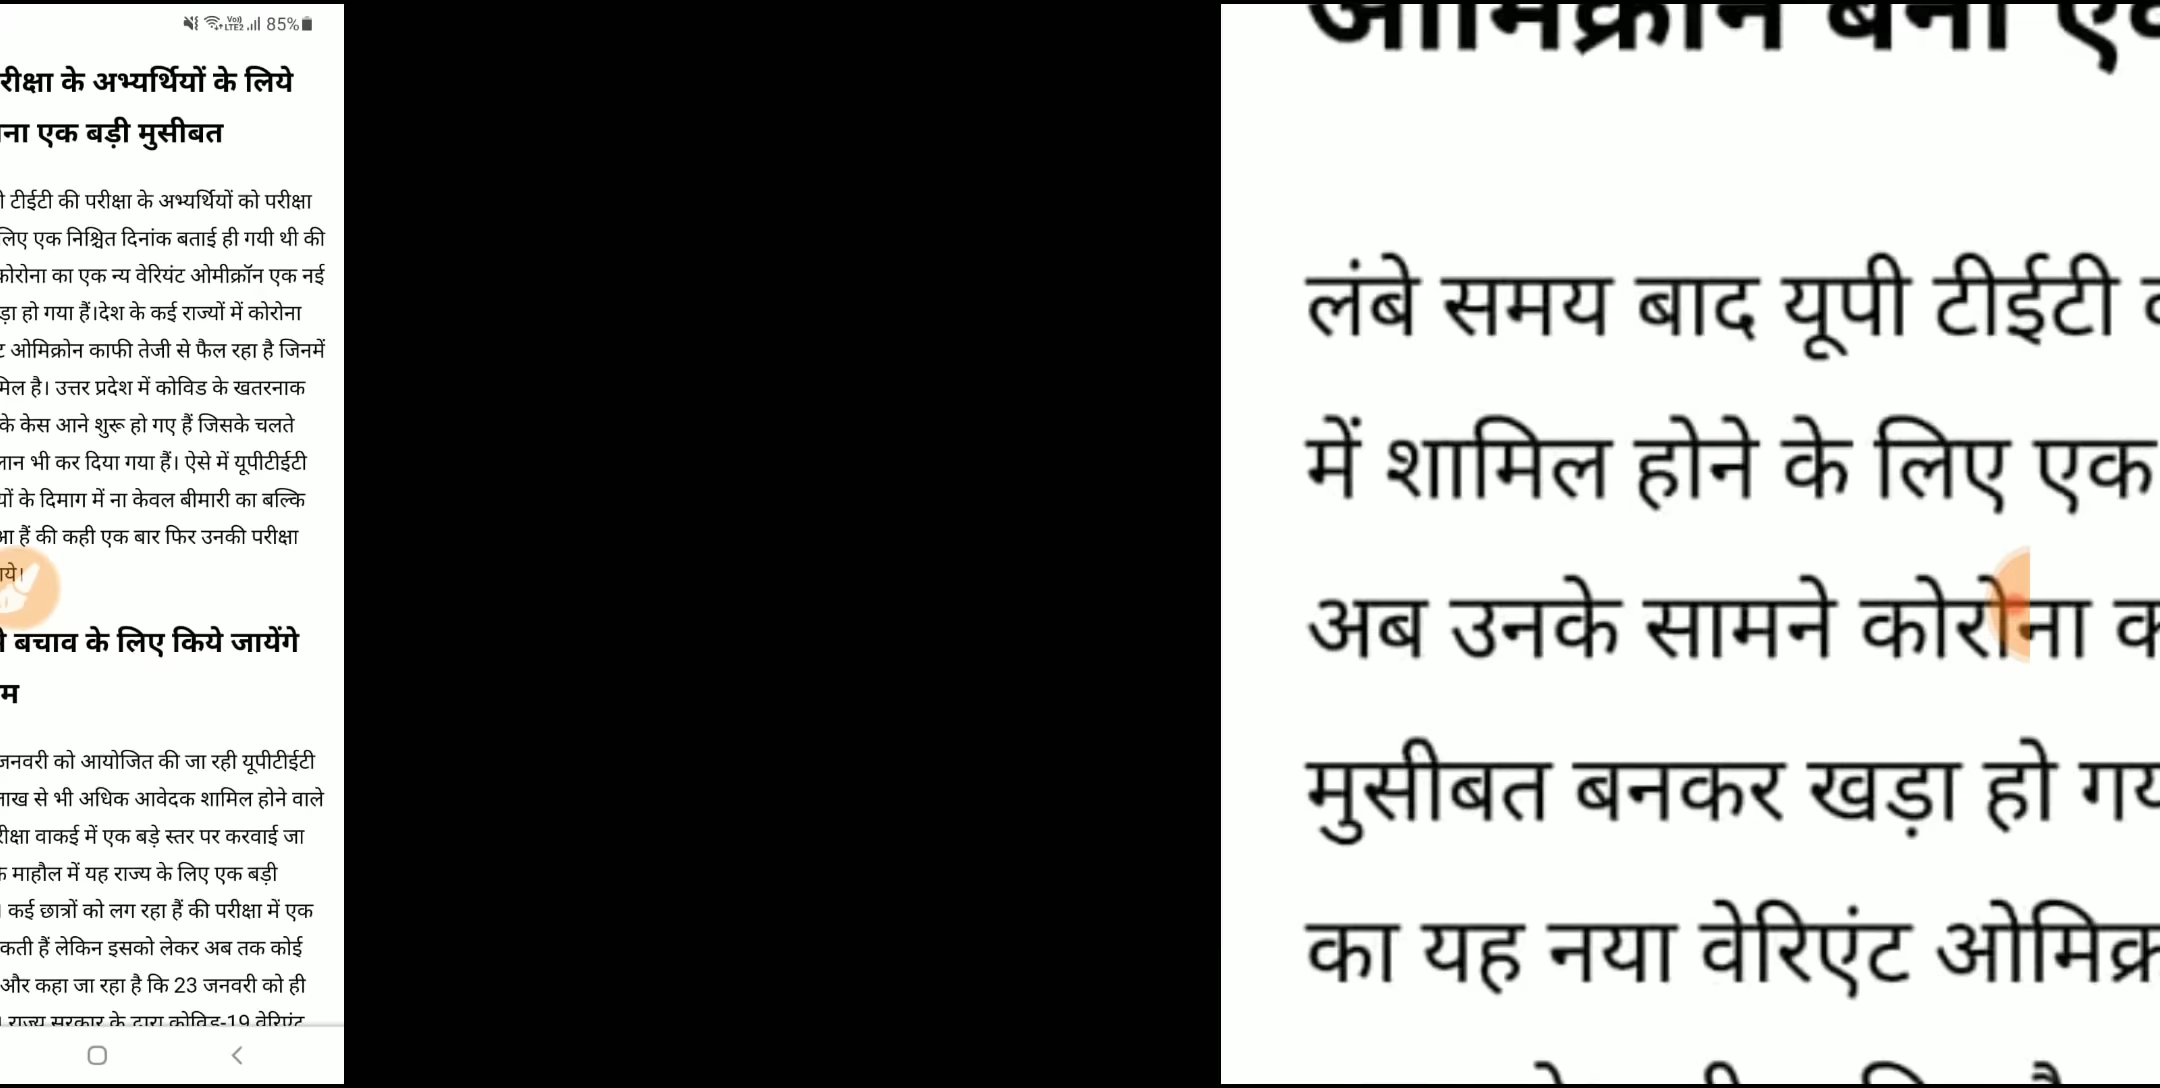 85%
के अभ्यर्थियों के लिये
एक बड़ी मुसीबत
टीईटी की परीक्षा के अभ्यर्थियों को परीक्षा
एक निश्चित दिनांक बताई ही गयी थी की
का एक न्य वेरियंट ओमीक्रॉन एक नई
हो गया हैं।देश के कई राज्यों में कोरोना
ओमिक्रोन काफी तेजी से फैल रहा है जिनमें
है। उत्तर प्रदेश में कोविड के खतरनाक
के केस आने शुरू हो गए हैं जिसके चलते
भी कर दिया गया हैं। ऐसे में यूपीटीईटी
के दिमाग में ना केवल बीमारी का बल्कि
हैं की कही एक बार फिर उनकी परीक्षा
बचाव के लिए किये जायेंगे
जनवरी को आयोजित की जा रही यूपीटीईटी
से भी अधिक आवेदक शामिल होने वाले
वाकई में एक बड़े स्तर पर करवाई जा
माहौल में यह राज्य के लिए एक बड़ी
कई छात्रों को लग रहा हैं की परीक्षा में एक
हैं लेकिन इसको लेकर अब तक कोई
और कहा जा रहा है कि 23 जनवरी को ही
राज्य सरकार के द्वारा कोविड-19 वेरिएंट
ओमिक्रोन बना
लंबे समय बाद यूपी टीईटी
में शामिल होने के लिए एक
अब उनके सामने कोरोना
मुसीबत बनकर खड़ा हो
का यह नया वेरिएंट